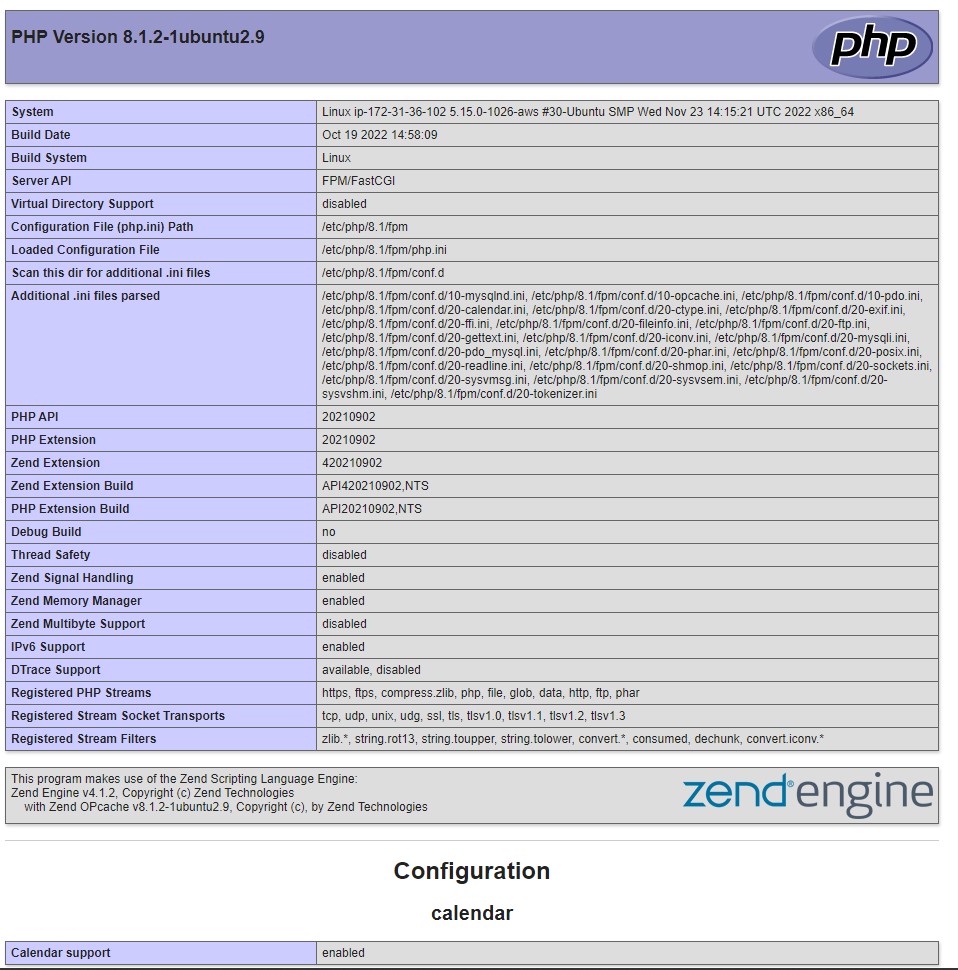 PHP Version 8.1.2-1ubuntu2.9
php
System Linux ip-172-31-36-102 5.15.0-1026-aws #30-Ubuntu SMP Wed Nov 23 14:15:21 UTC 2022 x86_64
Build Date Oct 19 2022 14:58:09
Build System Linux
Server API FPM/FastCGI
Virtual Directory Support disabled
Configuration File (php.ini) Path /etc/php/8.1/fpm
Loaded Configuration File /etc/php/8.1/fpm/php.ini
Scan this dir for additional .ini files /etc/php/8.1/fpm/conf.d
Additional .ini files parsed /etc/php/8.1/fpm/conf.d/10-mysqlnd.ini, /etc/php/8.1/fpm/conf.d/10-opcache.ini, /etc/php/8.1/fpm/conf.d/10-pdo.ini,
/etc/php/8.1/fpm/conf.d/20-calendar.ini, /etc/php/8.1/fpm/conf.d/20-ctype.ini, /etc/php/8.1/fpm/conf.d/20-exif.ini,
/etc/php/8.1/fpm/conf.d/20-ffi.ini, /etc/php/8.1/fpm/conf.d/20-fileinfo.ini, /etc/php/8.1/fpm/conf.d/20-ftp.ini,
/etc/php/8.1/fpm/conf.d/20-gettext.ini, /etc/php/8.1/fpm/conf.d/20-iconv.ini, /etc/php/8.1/fpm/conf.d/20-mysqli.ini,
/etc/php/8.1/fpm/conf.d/20-pdo_mysql.ini, /etc/php/8.1/fpm/conf.d/20-phar.ini, /etc/php/8.1/fpm/conf.d/20-posix.ini,
/etc/php/8.1/fpm/conf.d/20-readline.ini, /etc/php/8.1/fpm/conf.d/20-shmop.ini, /etc/php/8.1/fpm/conf.d/20-sockets.ini,
/etc/php/8.1/fpm/conf.d/20-sysvmsg.ini, /etc/php/8.1/fpm/conf.d/20-sysvsem.ini, /etc/php/8.1/fpm/conf.d/20-
sysvshm.ini, /etc/php/8.1/fpm/conf.d/20-tokenizer.ini
PHP API 20210902
PHP Extension 20210902
Zend Extension 420210902
Zend Extension Build API420210902,NTS
PHP Extension Build API20210902,NTS
Debug Build no
Thread Safety disabled
Zend Signal Handling enabled
Zend Memory Manager enabled
Zend Multibyte Support disabled
IPv6 Support enabled
DTrace Support available, disabled
Registered PHP Streams https, ftps, compress.zlib, php, file, glob, data, http, ftp, phar
Registered Stream Socket Transports tcp, udp, unix, udg, ssl, tls, tlsv1.0, tlsv1.1, tlsv1.2, tlsv1.3
Registered Stream Filters zlib.*, string.rot13, string.toupper, string.tolower, convert.*, consumed, dechunk, convert.iconv.*
This program makes use of the Zend Scripting Language Engine:
Zend Engine v4.1.2, Copyright (c) Zend Technologies
with Zend OPcache v8.1.2-1ubuntu2.9, Copyright (c), by Zend Technologies
zend® engine
Configuration
calendar
Calendar support enabled